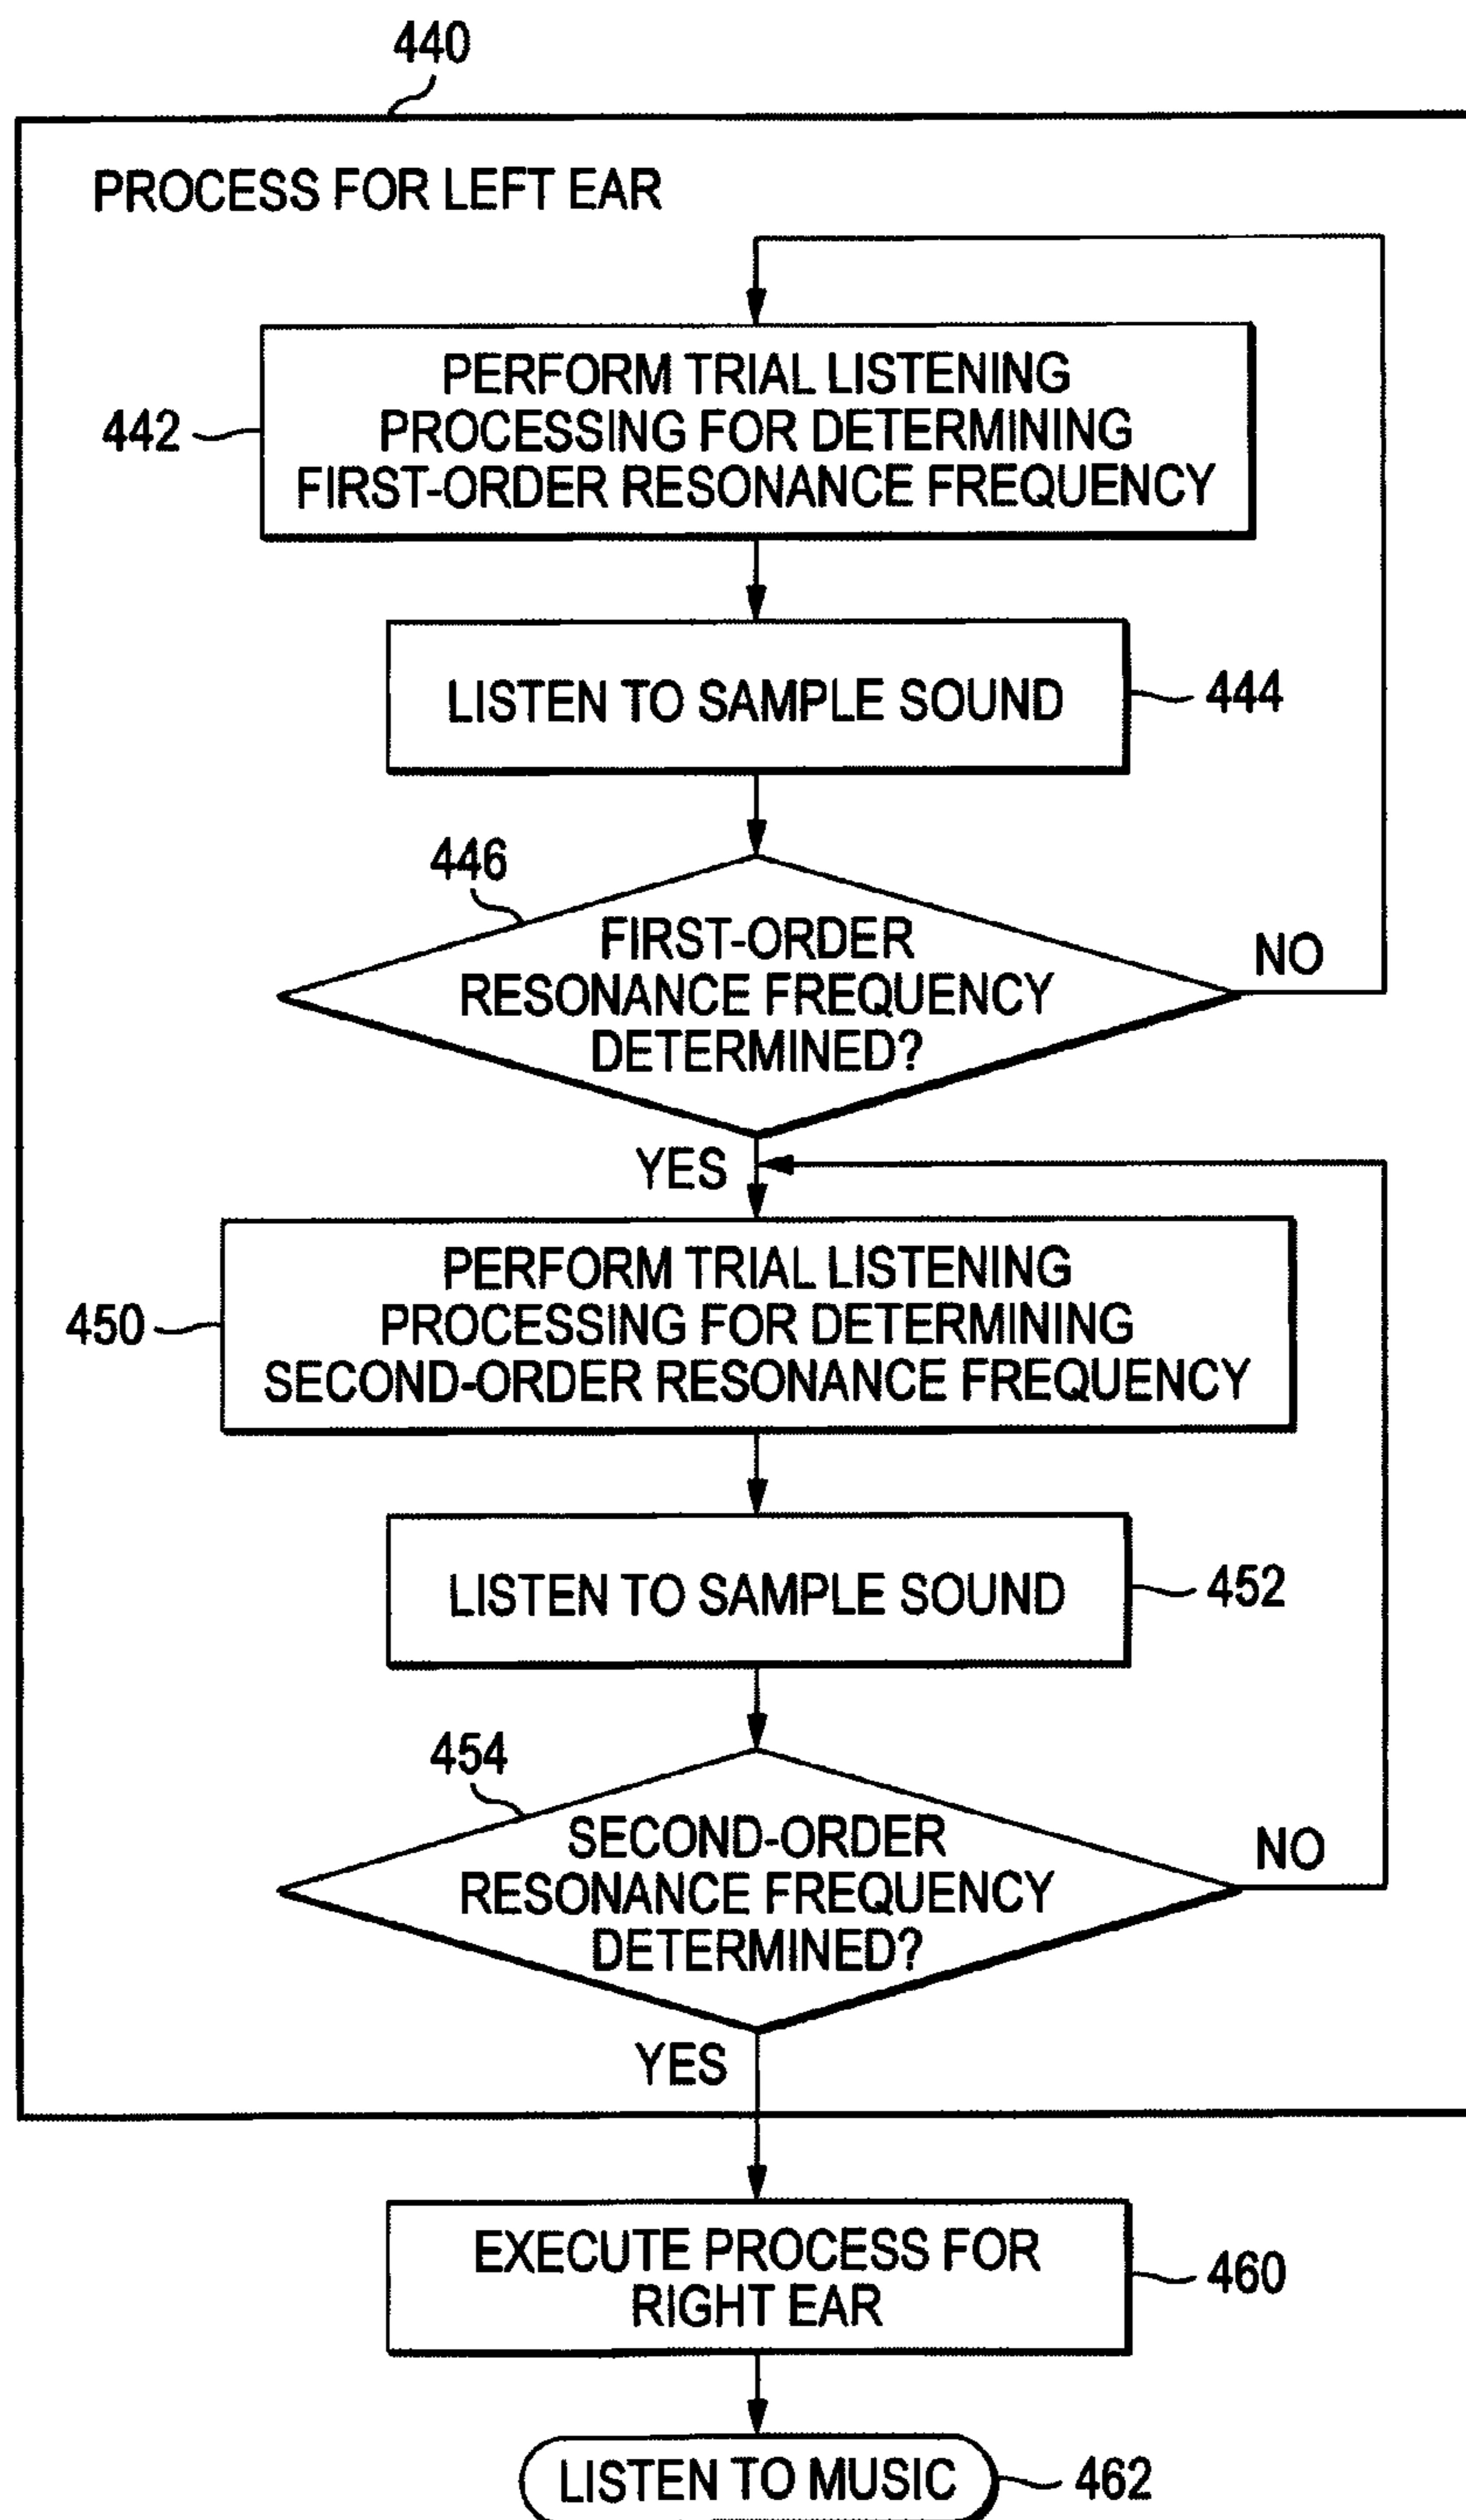 440
PROCESS FOR LEFT EAR
442
PERFORM TRIAL LISTENING
PROCESSING FOR DETERMINING
FIRST-ORDER RESONANCE FREQUENCY
LISTEN TO SAMPLE SOUND
444
446
FIRST-ORDER
RESONANCE FREQUENCY
DETERMINED?
NO
YES
450
PERFORM TRIAL LISTENING
PROCESSING FOR DETERMINING
SECOND-ORDER RESONANCE FREQUENCY
LISTEN TO SAMPLE SOUND
452
454
SECOND-ORDER
RESONANCE FREQUENCY
DETERMINED?
NO
YES
EXECUTE PROCESS FOR
RIGHT EAR
460
LISTEN TO MUSIC
462